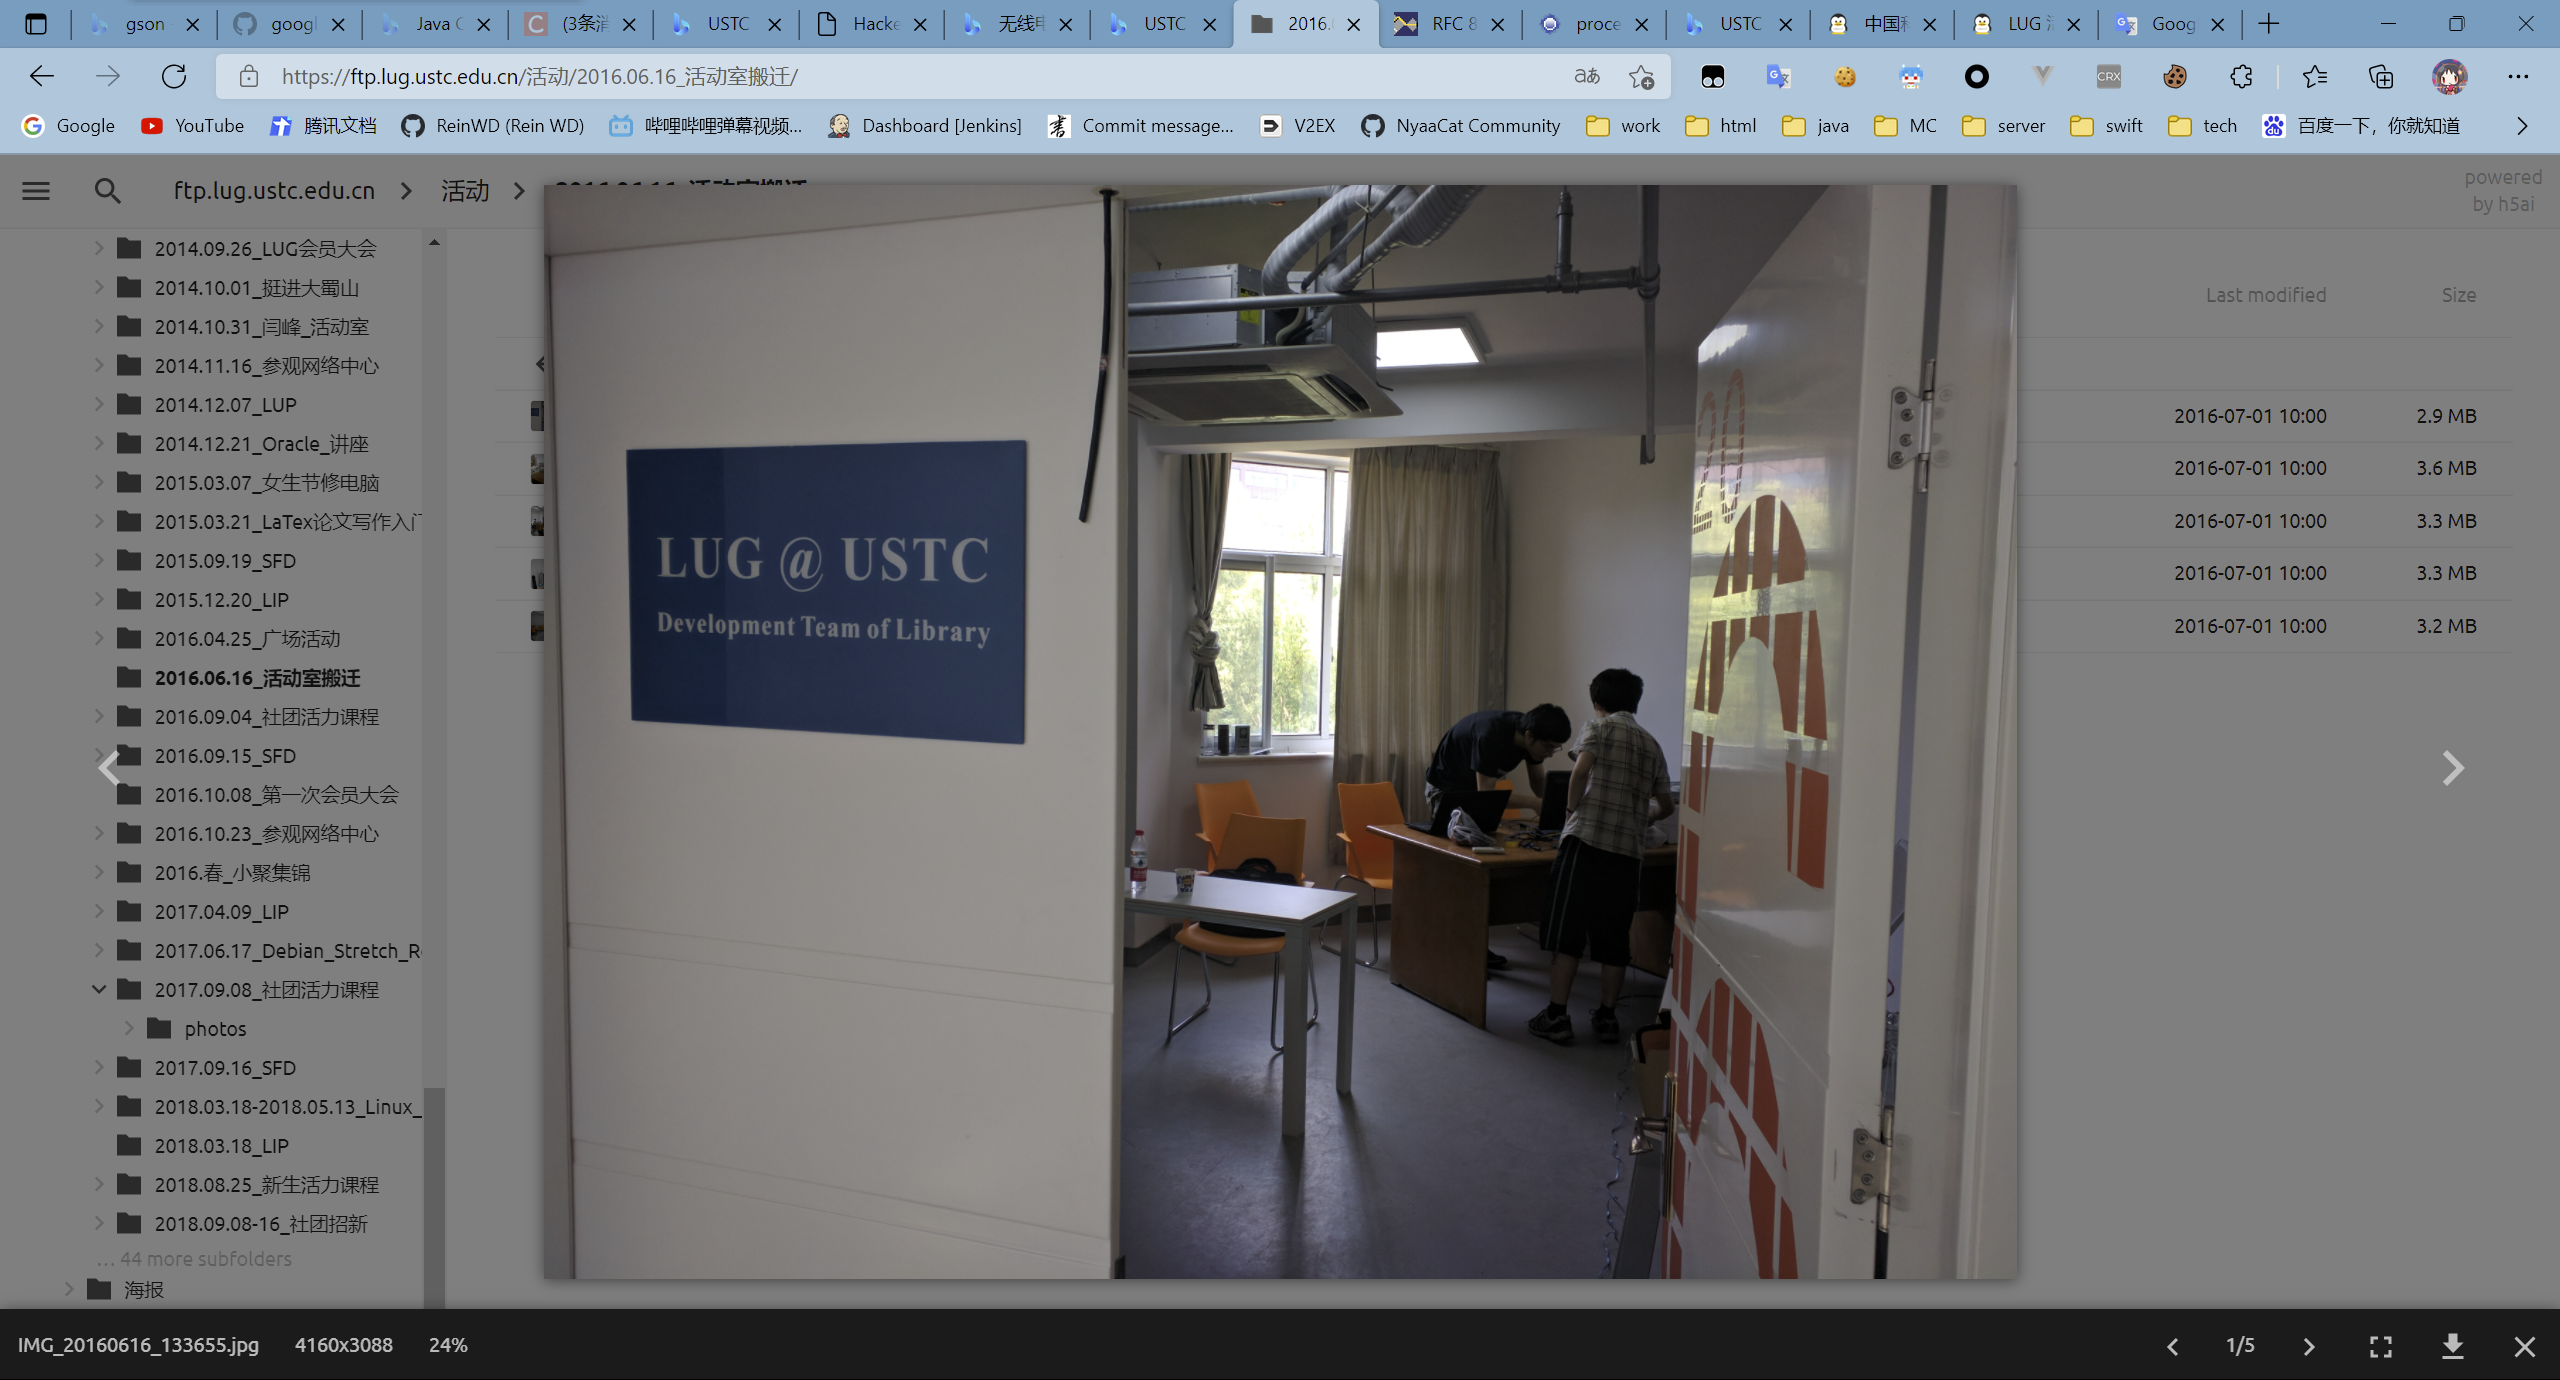 gson
googl
Java C
(3条消
USTC
Hacke
无线电
USTC
2016.
RFC 8
proce
USTC
中国科
LUG 活
Goog
https://ftp.lug.ustc.edu.cn/活动/2016.06.16_活动室搬迁/
Google
YouTube
腾讯文档
ReinWD (Rein WD)
哔哩哔哩弹幕视频...
Dashboard [Jenkins]
Commit message...
V2EX
NyaaCat Community
work
html
java
MC
server
swift
tech
百度一下，你就知道
ftp.lug.ustc.edu.cn
活动
2016.06.16_活动室搬迁
powered
by h5ai
2014.09.26_LUG会员大会
2014.10.01_挺进大蜀山
2014.10.31_闫峰_活动室
2014.11.16_参观网络中心
2014.12.07_LUP
2014.12.21_Oracle_讲座
2015.03.07_女生节修电脑
2015.03.21_LaTex论文写作入门
2015.09.19_SFD
2015.12.20_LIP
2016.04.25_广场活动
2016.06.16_活动室搬迁
2016.09.04_社团活力课程
2016.09.15_SFD
2016.10.08_第一次会员大会
2016.10.23_参观网络中心
2016.春_小聚集锦
2017.04.09_LIP
2017.06.17_Debian_Stretch_Re
2017.09.08_社团活力课程
photos
2017.09.16_SFD
2018.03.18-2018.05.13_Linux_
2018.03.18_LIP
2018.08.25_新生活力课程
2018.09.08-16_社团招新
... 44 more subfolders
海报
LUG @ USTC
Development Team of Library
Last modified Size
2016-07-01 10:00 2.9 MB
2016-07-01 10:00 3.6 MB
2016-07-01 10:00 3.3 MB
2016-07-01 10:00 3.3 MB
2016-07-01 10:00 3.2 MB
IMG_20160616_133655.jpg 4160x3088 24%
1/5